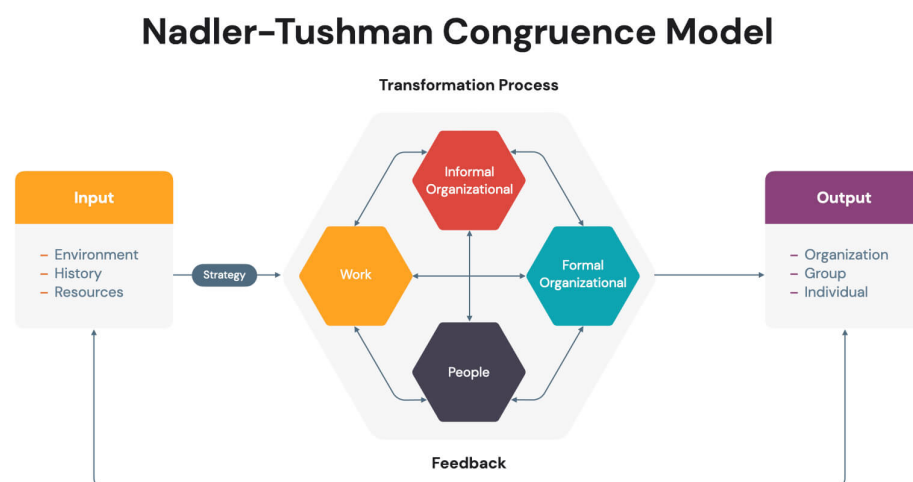 Nadler-Tushman Congruence Model
Transformation Process
Input
– Environment
– History
– Resources
Strategy
Informal
Organizational
Work
Formal
Organizational
People
Output
– Organization
– Group
– Individual
Feedback